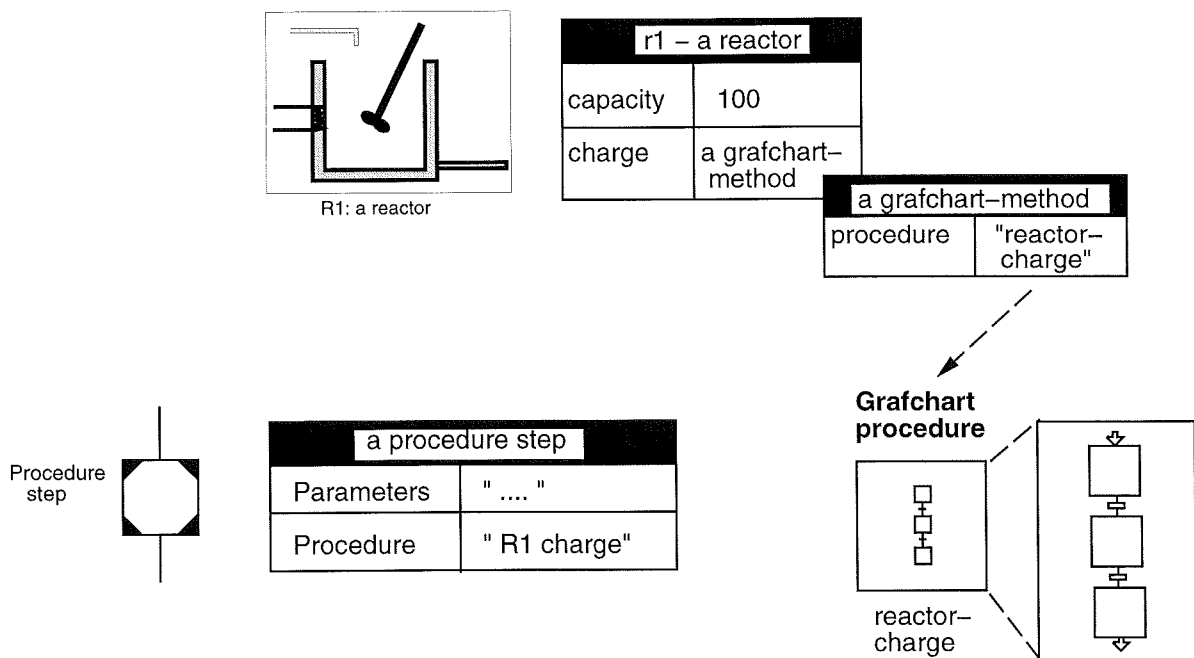 R1: a reactor
r1 – a reactor
capacity 100
charge a grafchart–
method
a grafchart–method
procedure "reactor–
charge"
Grafchart
procedure
reactor–
charge
Procedure
step
a procedure step
Parameters " .... "
Procedure " R1 charge"